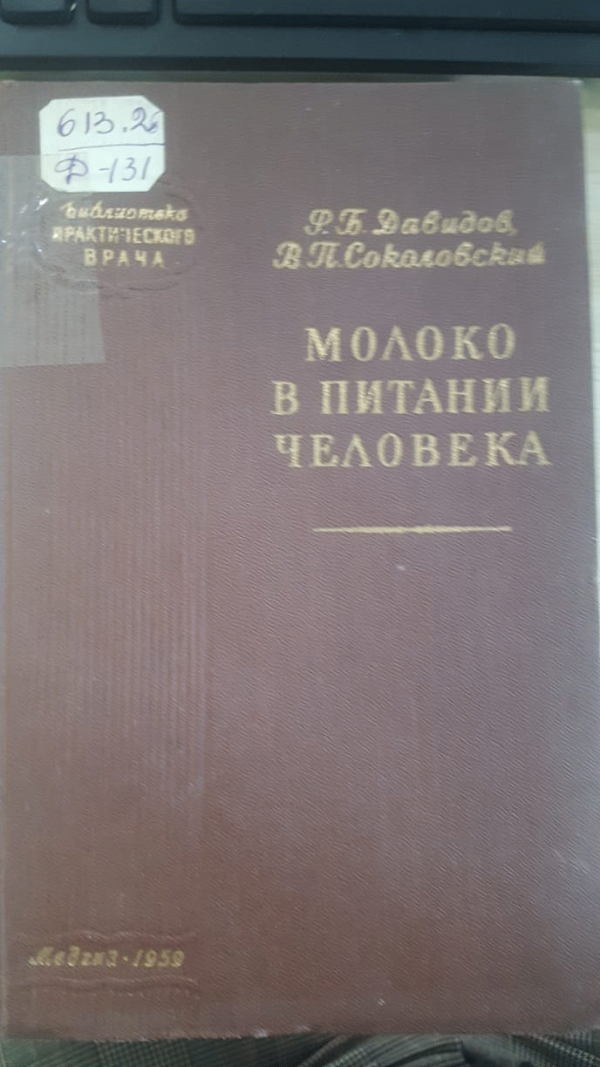 613.26
Д-131
Библиотека
ПРАКТИЧЕСКОГО
ВРАЧА
Р.Б. Давидов,
В.П. Соколовский
МОЛОКО
В ПИТАНИИ
ЧЕЛОВЕКА
Медгиз·1959